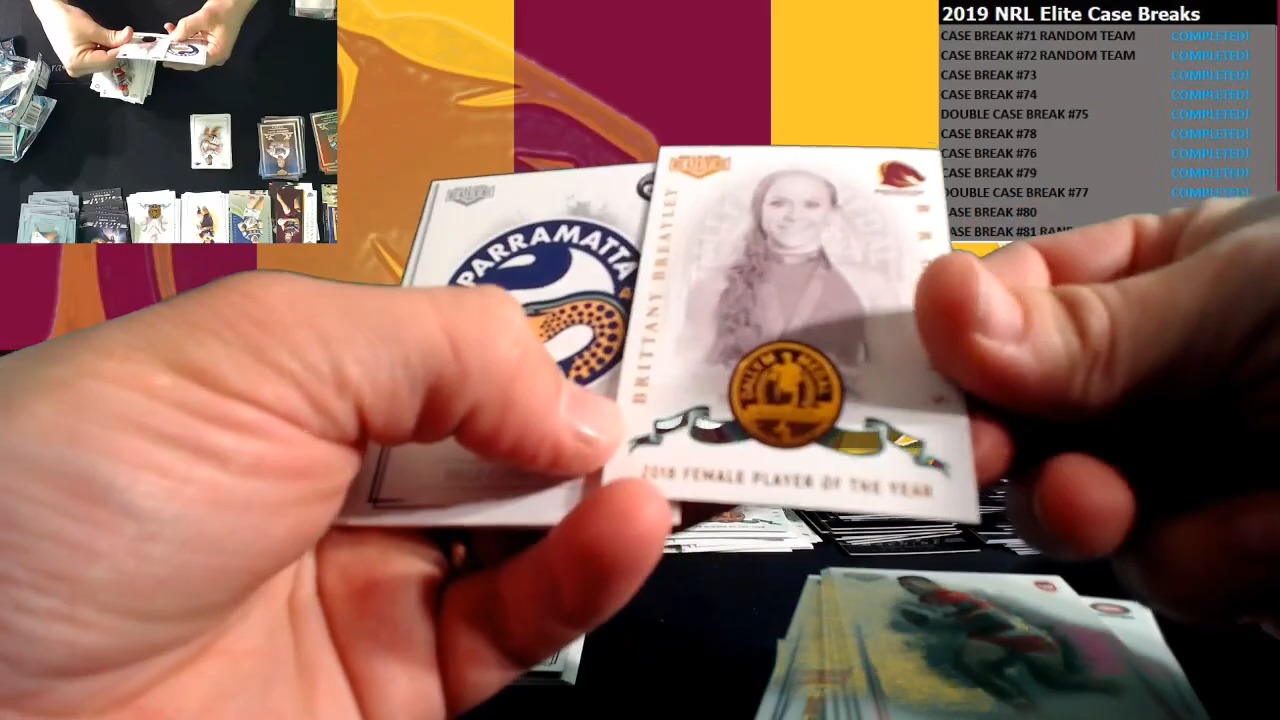 2019 NRL Elite Case Breaks
CASE BREAK #71 RANDOM TEAM COMPLETED!
CASE BREAK #72 RANDOM TEAM COMPLETED!
CASE BREAK #73 COMPLETED!
CASE BREAK #74 COMPLETED!
DOUBLE CASE BREAK #75 COMPLETED!
CASE BREAK #78 COMPLETED!
CASE BREAK #76 COMPLETED!
CASE BREAK #79 COMPLETED!
DOUBLE CASE BREAK #77 COMPLETED!
CASE BREAK #80
CASE BREAK #81
PARRAMATTA
BRITTANY BREAYLEY
2018 FEMALE PLAYER OF THE YEAR